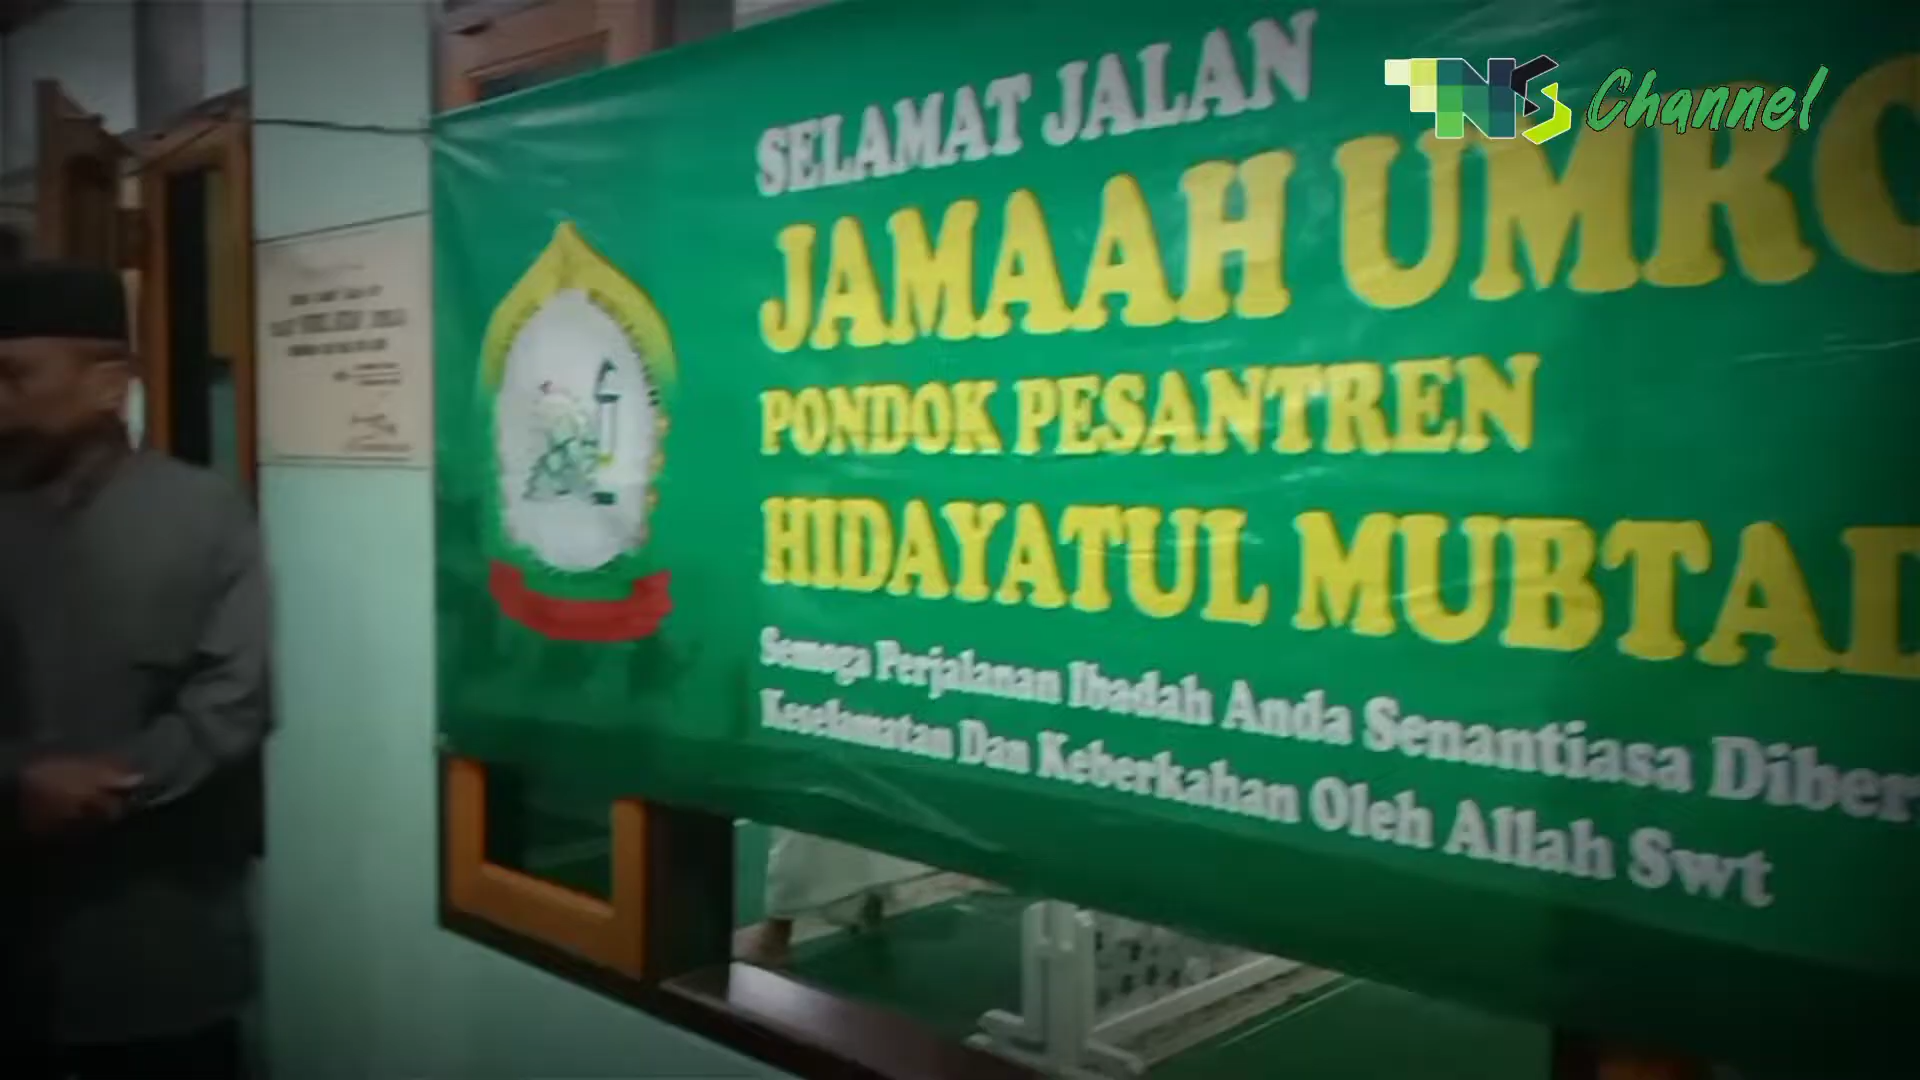 TNS Channel
SELAMAT JALAN
JAMAAH UMRO
PONDOK PESANTREN
HIDAYATUL MUBTAD
Semoga Perjalanan Ibadah Anda Senantiasa Diber
Keselamatan Dan Keberkahan Oleh Allah Swt